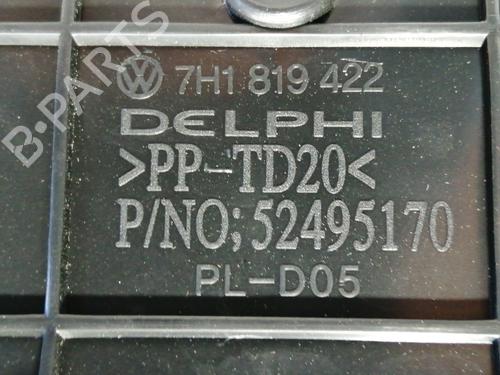 7H1 819 422
DELPHI
>PP-TD20<
P/NO; 52495170
PL-D05
B-PARTS